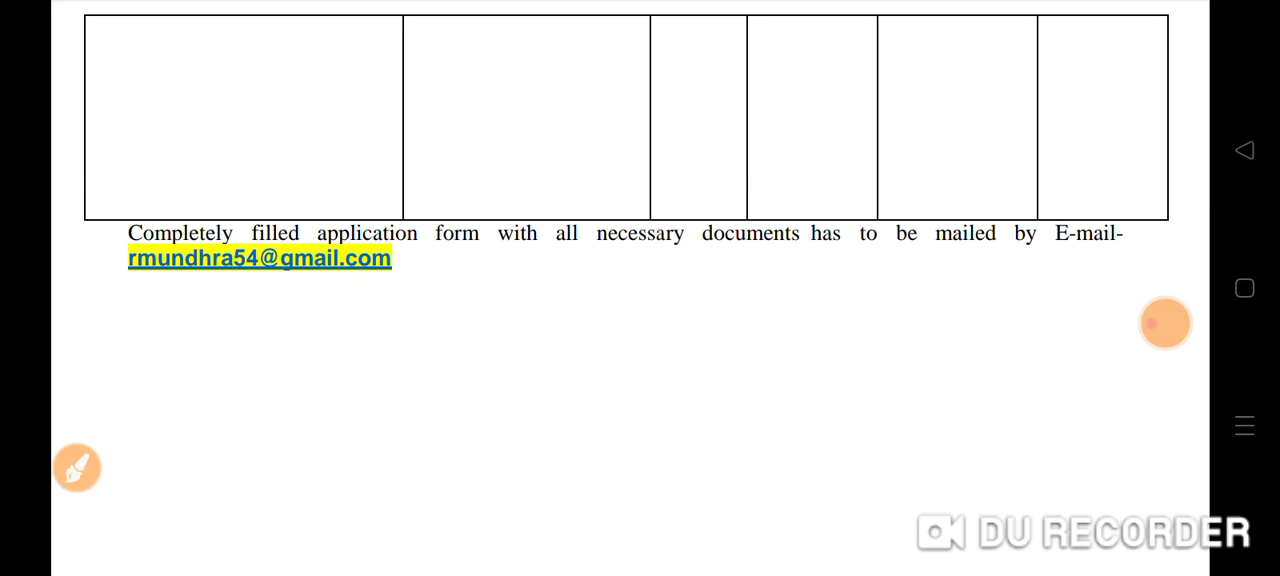 Completely filled application form with all necessary documents has to be mailed by E-mail-
rmundhra54@gmail.com
DU RECORDER